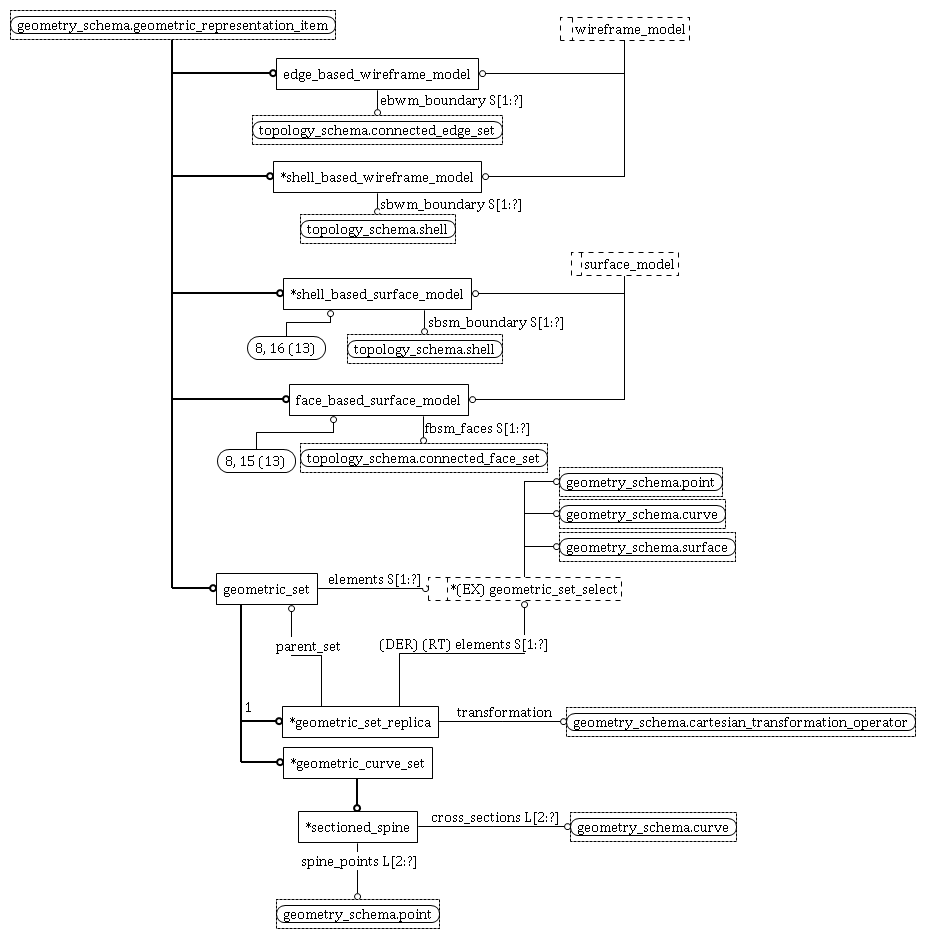 geometry_schema.geometric_representation_item
wireframe_model
edge_based_wireframe_model
ebwm_boundary S[1:?]
topology_schema.connected_edge_set
*shell_based_wireframe_model
sbwm_boundary S[1:?]
topology_schema.shell
surface_model
*shell_based_surface_model
sbsm_boundary S[1:?]
8, 16 (13)
topology_schema.shell
face_based_surface_model
fbsm_faces S[1:?]
8, 15 (13)
topology_schema.connected_face_set
geometry_schema.point
geometry_schema.curve
geometry_schema.surface
geometric_set
elements S[1:?]
*(EX) geometric_set_select
parent_set
(DER) (RT) elements S[1:?]
1
*geometric_set_replica
transformation
geometry_schema.cartesian_transformation_operator
*geometric_curve_set
*sectioned_spine
cross_sections L[2:?]
geometry_schema.curve
spine_points L[2:?]
geometry_schema.point